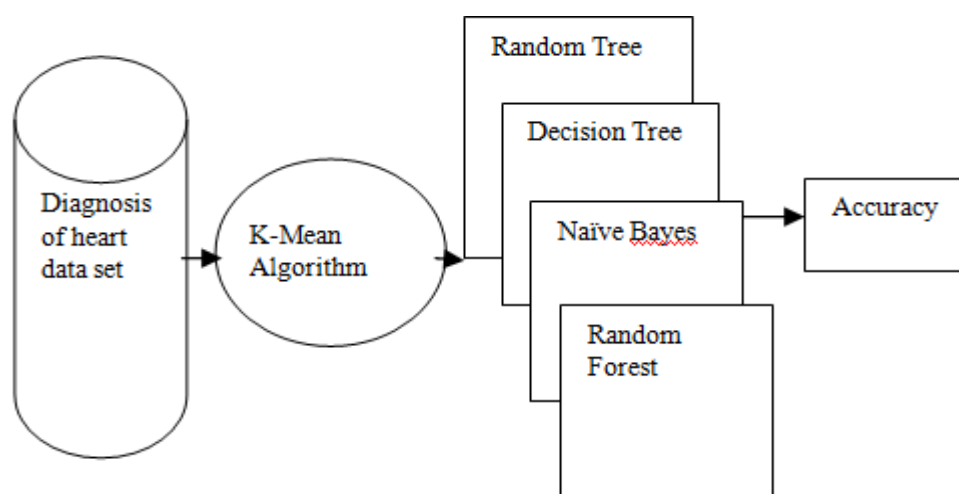 Random Tree
Decision Tree
Diagnosis
of heart
data set
K-Mean
Algorithm
Naïve Bayes
Accuracy
Random
Forest